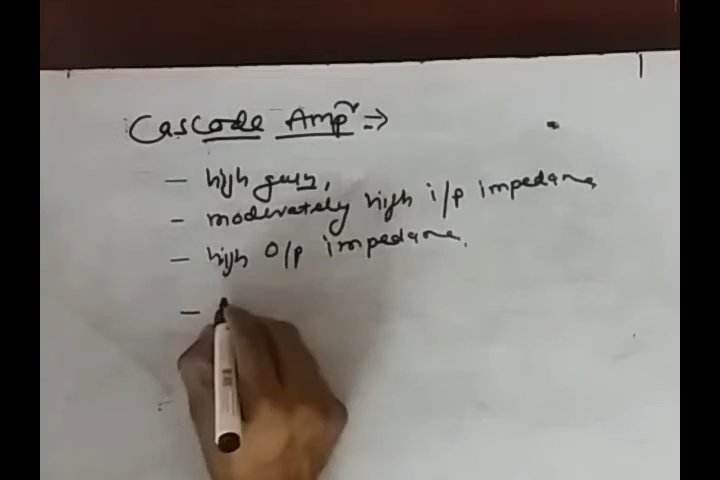 Cascode Ampr ⇒
— high gain,
— moderately high i/p impedance
— high O/p impedance.
—